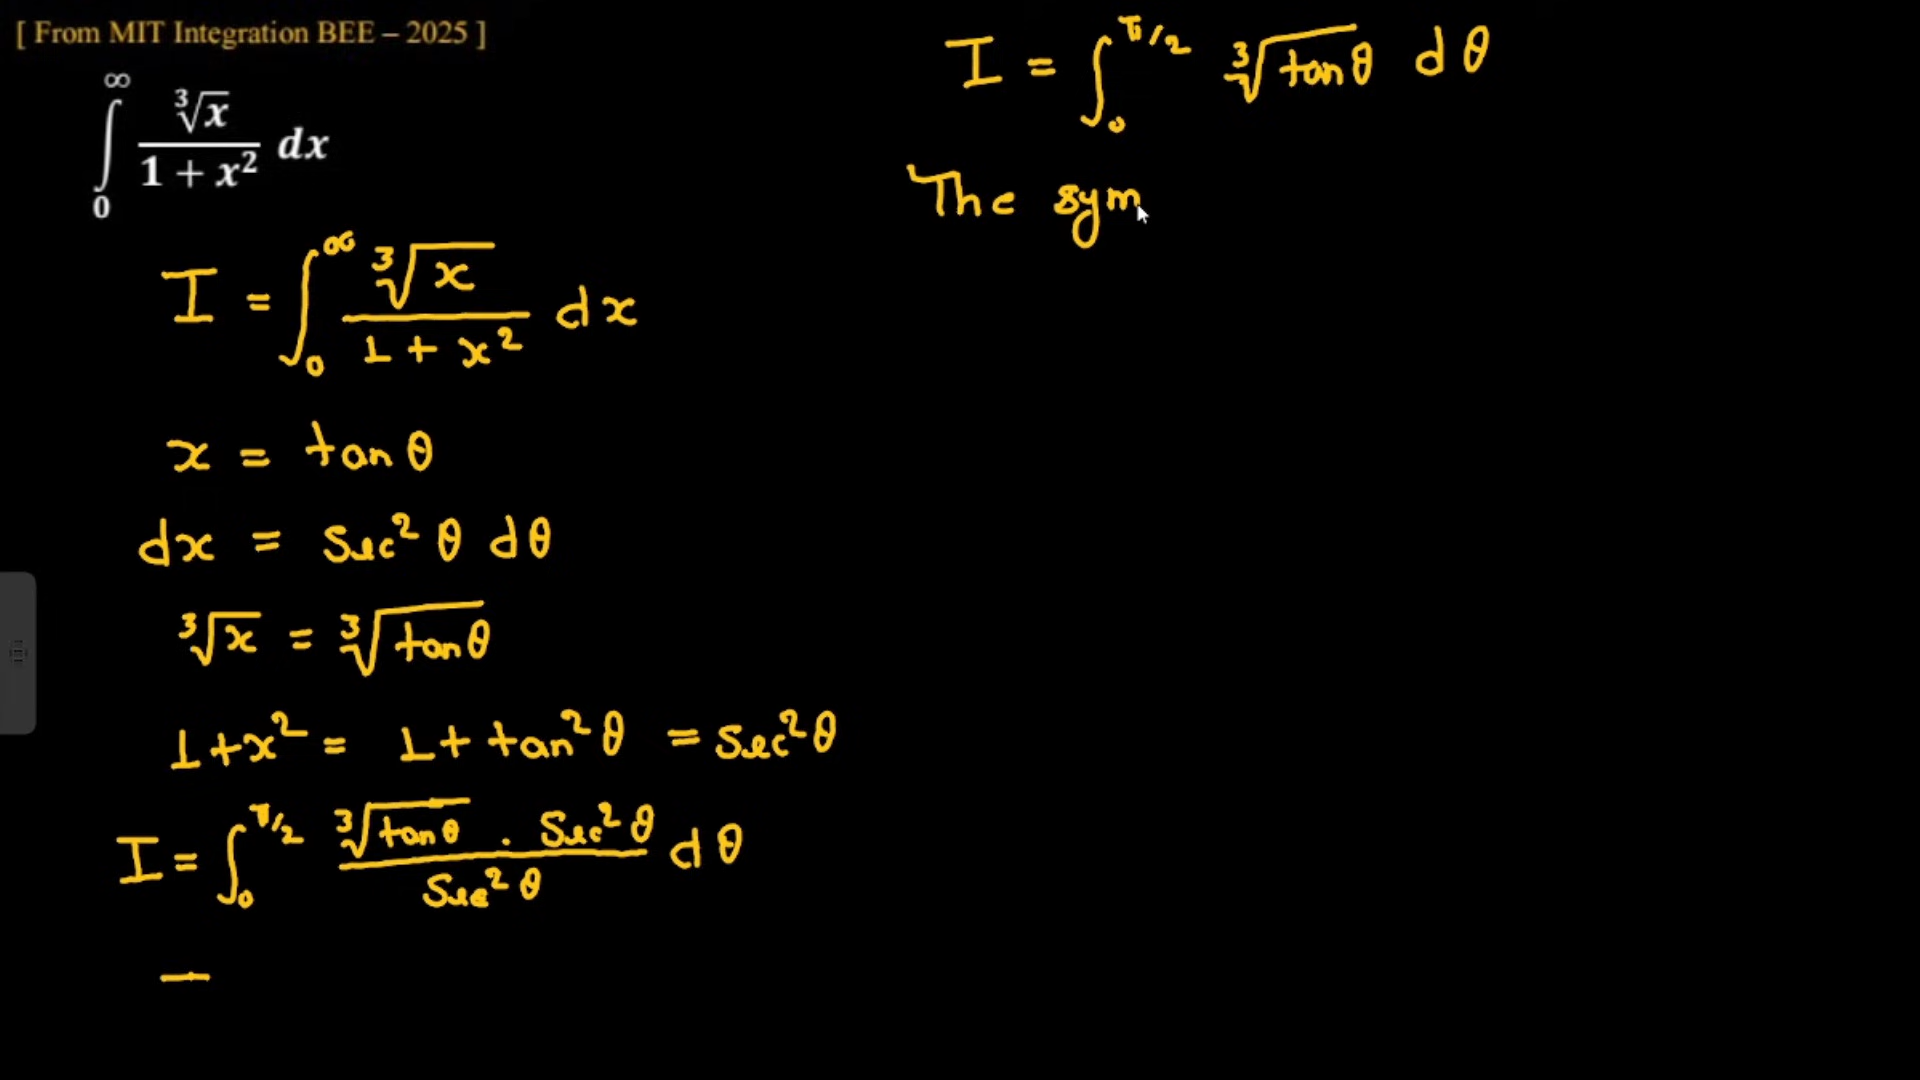 [ From MIT Integration BEE – 2025 ]
∫₀^∞ ∛x / (1 + x²) dx
I = ∫₀^∞ ∛x / (1 + x²) dx
x = tan θ
dx = sec² θ dθ
∛x = ∛(tan θ)
1 + x² = 1 + tan² θ = sec² θ
I = ∫₀^(π/2) (∛(tan θ) . sec² θ) / (sec² θ) dθ
I = ∫₀^(π/2) ∛(tan θ) dθ
The sym